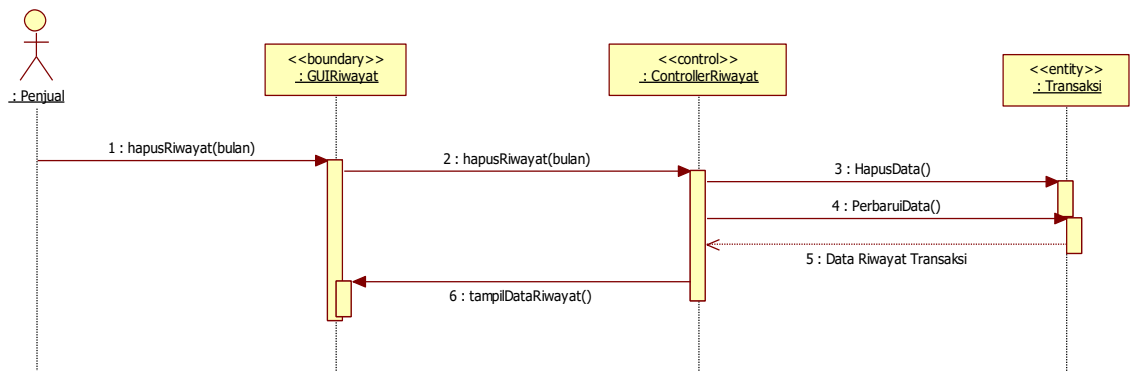 : Penjual
<<boundary>>
: GUIRiwayat
<<control>>
: ControllerRiwayat
<<entity>>
: Transaksi
1 : hapusRiwayat(bulan)
2 : hapusRiwayat(bulan)
3 : HapusData()
4 : PerbaruiData()
5 : Data Riwayat Transaksi
6 : tampilDataRiwayat()